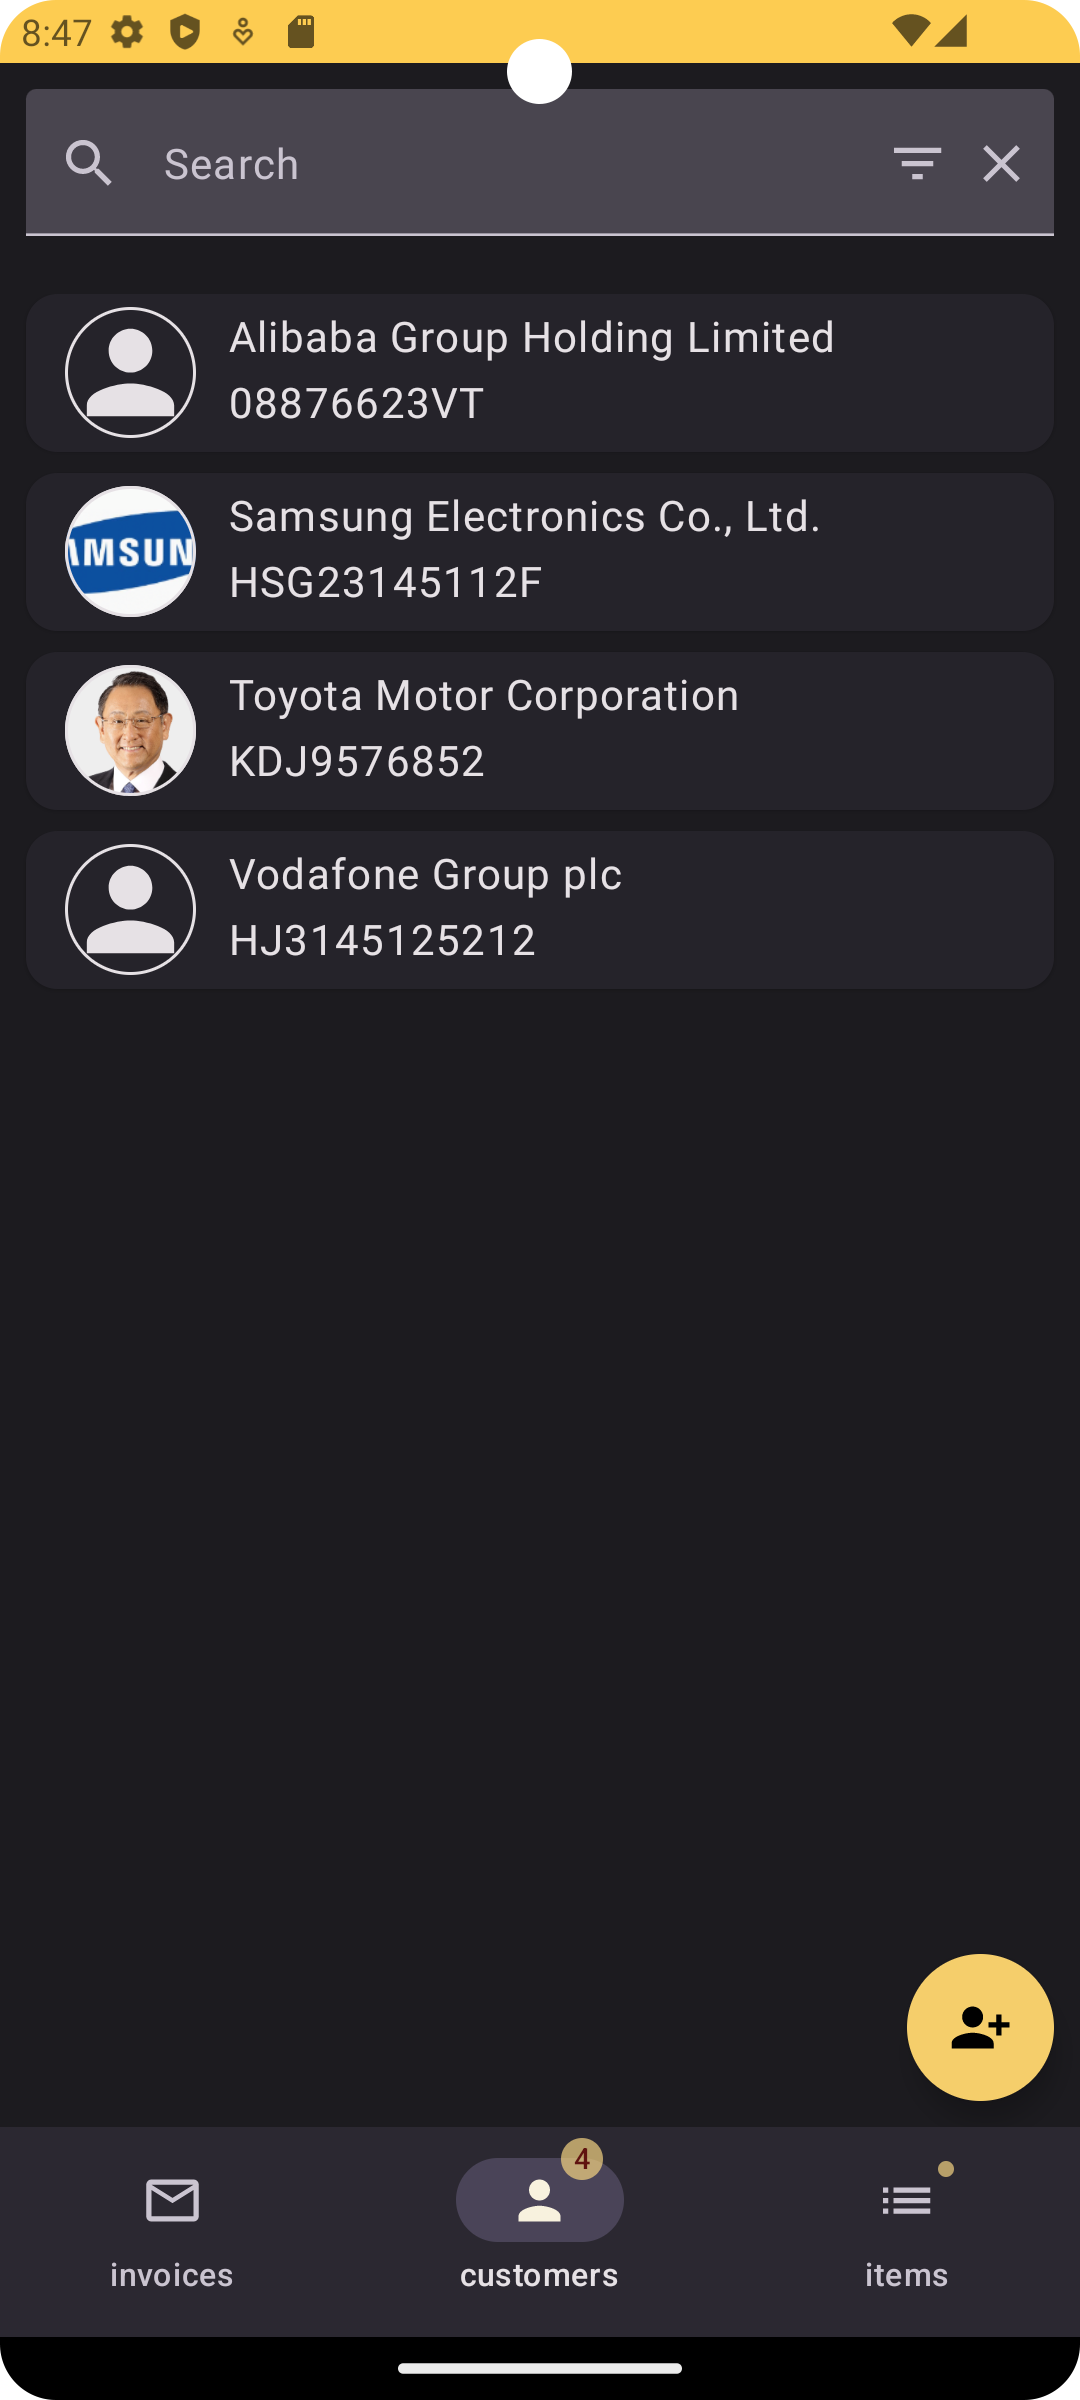 8:47
Search
Alibaba Group Holding Limited
08876623VT
AMSUN
Samsung Electronics Co., Ltd.
HSG23145112F
Toyota Motor Corporation
KDJ9576852
Vodafone Group plc
HJ3145125212
4
invoices
customers
items